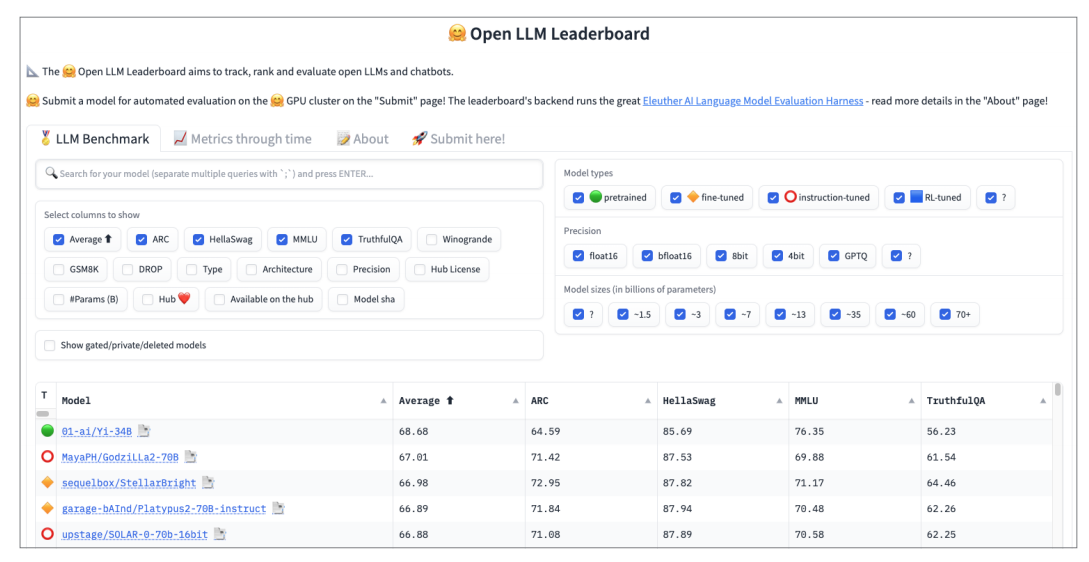 🤗 Open LLM Leaderboard
📐 The 🤗 Open LLM Leaderboard aims to track, rank and evaluate open LLMs and chatbots.
🤗 Submit a model for automated evaluation on the 🤗 GPU cluster on the "Submit" page! The leaderboard's backend runs the great Eleuther AI Language Model Evaluation Harness - read more details in the "About" page!
🏅 LLM Benchmark 📈 Metrics through time 📝 About 🚀 Submit here!
🔍 Search for your model (separate multiple queries with `;`) and press ENTER...
Select columns to show
Average ⬆️ ARC HellaSwag MMLU TruthfulQA Winogrande
GSM8K DROP Type Architecture Precision Hub License
#Params (B) Hub ❤️ Available on the hub Model sha
Show gated/private/deleted models
Model types
🟢 pretrained 🔶 fine-tuned ⭕ instruction-tuned 🟦 RL-tuned ?
Precision
float16 bfloat16 8bit 4bit GPTQ ?
Model sizes (in billions of parameters)
? ~1.5 ~3 ~7 ~13 ~35 ~60 70+
T Model Average ⬆️ ARC HellaSwag MMLU TruthfulQA
🟢 01-ai/Yi-34B 📑 68.68 64.59 85.69 76.35 56.23
⭕ MayaPH/GodziLLa2-70B 📑 67.01 71.42 87.53 69.88 61.54
🔶 sequelbox/StellarBright 📑 66.98 72.95 87.82 71.17 64.46
🔶 garage-bAInd/Platypus2-70B-instruct 📑 66.89 71.84 87.94 70.48 62.26
⭕ upstage/SOLAR-0-70b-16bit 📑 66.88 71.08 87.89 70.58 62.25